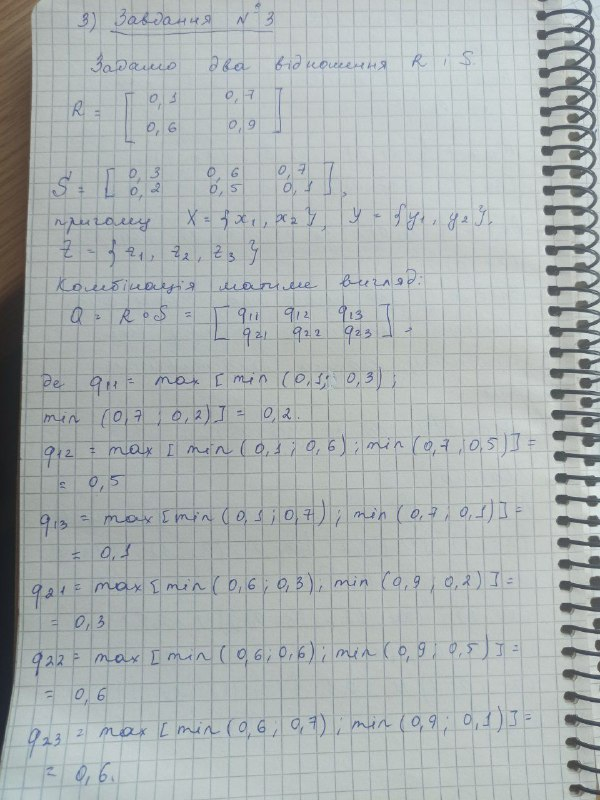 3) Завдання №3
Задамо два відношення R і S.
R = [ 0,1 0,7
0,6 0,9 ]
S = [ 0,3 0,6 0,7
0,2 0,5 0,1 ],
причому X = {x1, x2}, Y = {y1, y2},
Z = {z1, z2, z3}
Комбінація матиме вигляд:
Q = R∘S = [ q11 q12 q13
q21 q22 q23 ],
де q11 = max [min (0,1; 0,3);
min (0,7; 0,2)] = 0,2.
q12 = max [min (0,1; 0,6); min (0,7; 0,5)] =
= 0,5
q13 = max [min (0,1; 0,7); min (0,7; 0,1)] =
= 0,1
q21 = max [min (0,6; 0,3), min (0,9; 0,2)] =
= 0,3
q22 = max [min (0,6; 0,6); min (0,9; 0,5)] =
= 0,6
q23 = max [min (0,6; 0,7); min (0,9; 0,1)] =
= 0,6.